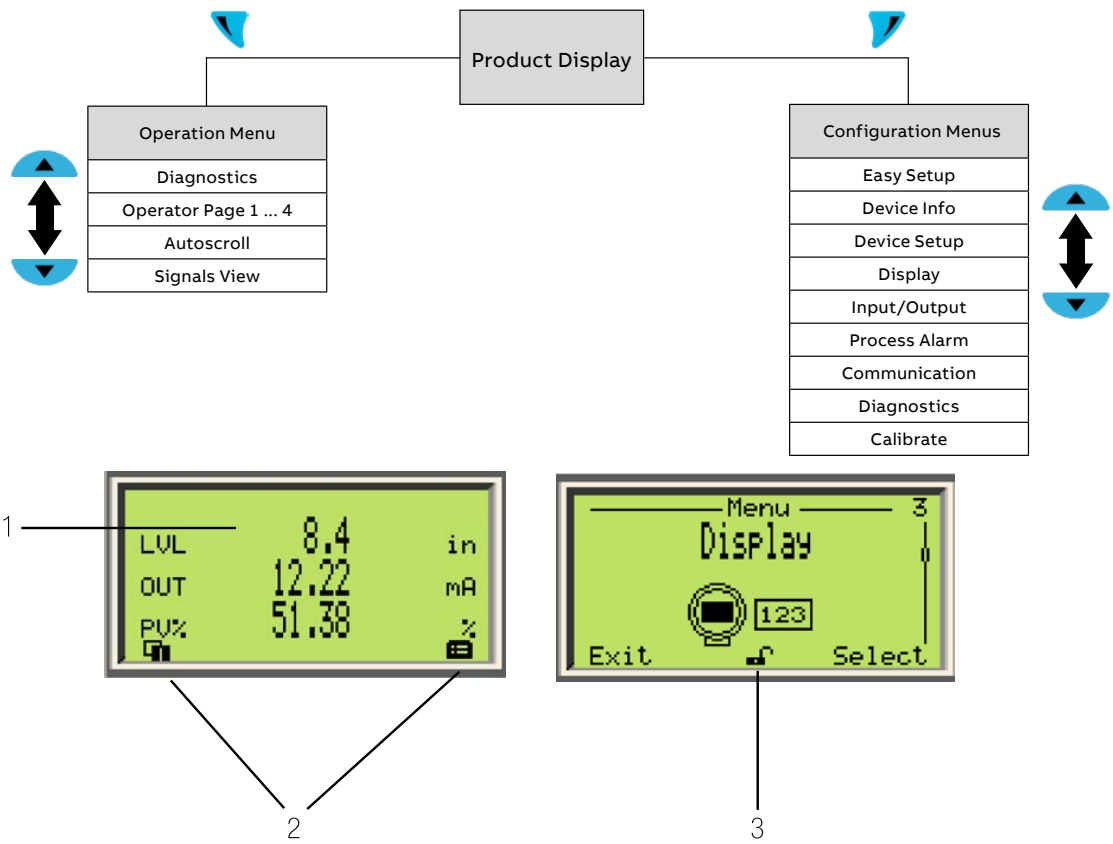 Product Display
Operation Menu
Diagnostics
Operator Page 1 ... 4
Autoscroll
Signals View
Configuration Menus
Easy Setup
Device Info
Device Setup
Display
Input/Output
Process Alarm
Communication
Diagnostics
Calibrate
1
LVL 8.4 in
OUT 12.22 mA
PV% 51.38 %
2
Menu 3
Display
123
Exit Select
3